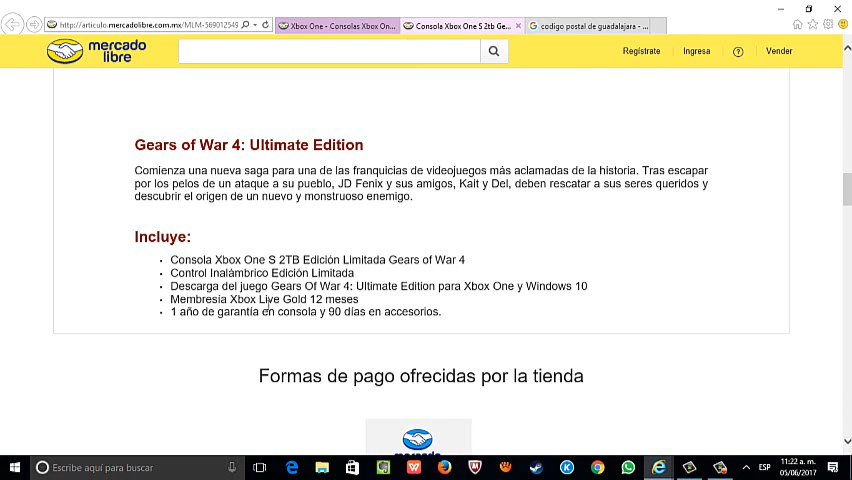 http://articulo.mercadolibre.com.mx/MLM-569012549
Xbox One - Consolas Xbox On...
Consola Xbox One S 2tb Ge...
codigo postal de guadalajara - ...
mercado
libre
Regístrate
Ingresa
Vender
Gears of War 4: Ultimate Edition
Comienza una nueva saga para una de las franquicias de videojuegos más aclamadas de la historia. Tras escapar
por los pelos de un ataque a su pueblo, JD Fenix y sus amigos, Kait y Del, deben rescatar a sus seres queridos y
descubrir el origen de un nuevo y monstruoso enemigo.
Incluye:
Consola Xbox One S 2TB Edición Limitada Gears of War 4
Control Inalámbrico Edición Limitada
Descarga del juego Gears Of War 4: Ultimate Edition para Xbox One y Windows 10
Membresía Xbox Live Gold 12 meses
1 año de garantía en consola y 90 días en accesorios.
Formas de pago ofrecidas por la tienda
Escribe aquí para buscar
ESP
11:22 a. m.
05/06/2017